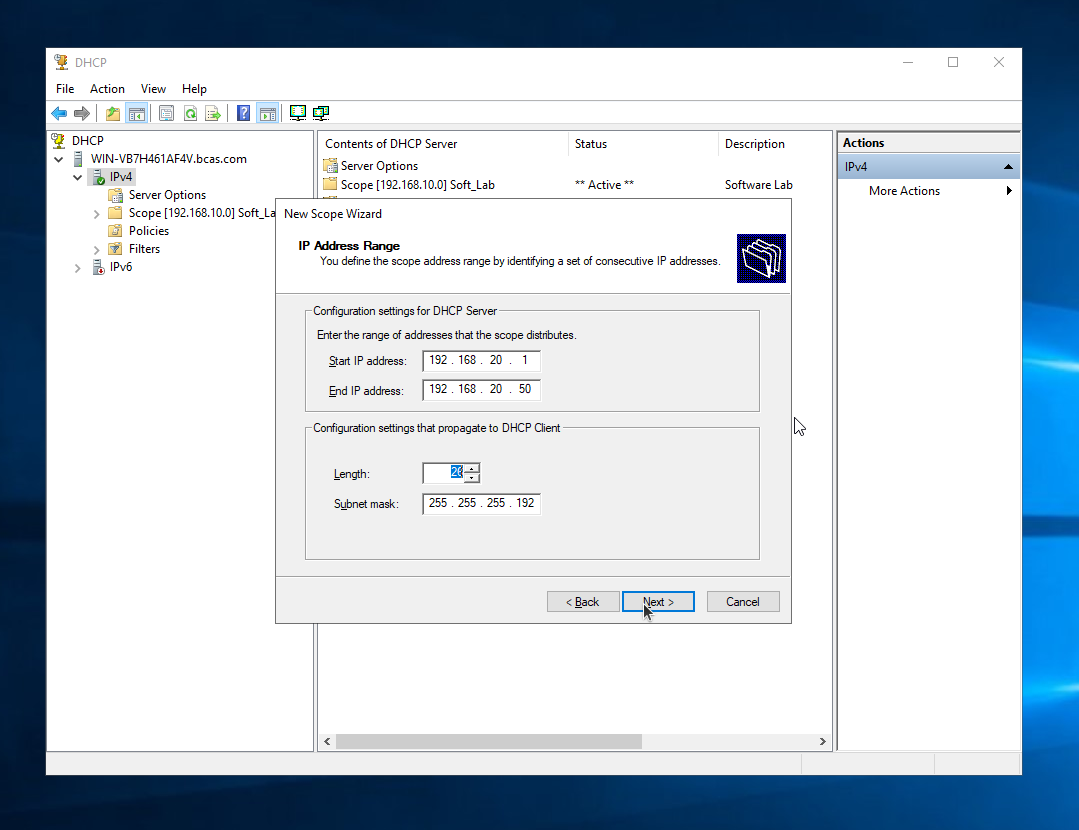 DHCP
File Action View Help
DHCP
WIN-VB7H461AF4V.bcas.com
IPv4
Server Options
Scope [192.168.10.0] Soft_La
Policies
Filters
IPv6
Contents of DHCP Server Status Description
Server Options
Scope [192.168.10.0] Soft_Lab ** Active ** Software Lab
Actions
IPv4
More Actions
New Scope Wizard
IP Address Range
You define the scope address range by identifying a set of consecutive IP addresses.
Configuration settings for DHCP Server
Enter the range of addresses that the scope distributes.
Start IP address: 192 . 168 . 20 . 1
End IP address: 192 . 168 . 20 . 50
Configuration settings that propagate to DHCP Client
Length: 26
Subnet mask: 255 . 255 . 255 . 192
< Back Next > Cancel